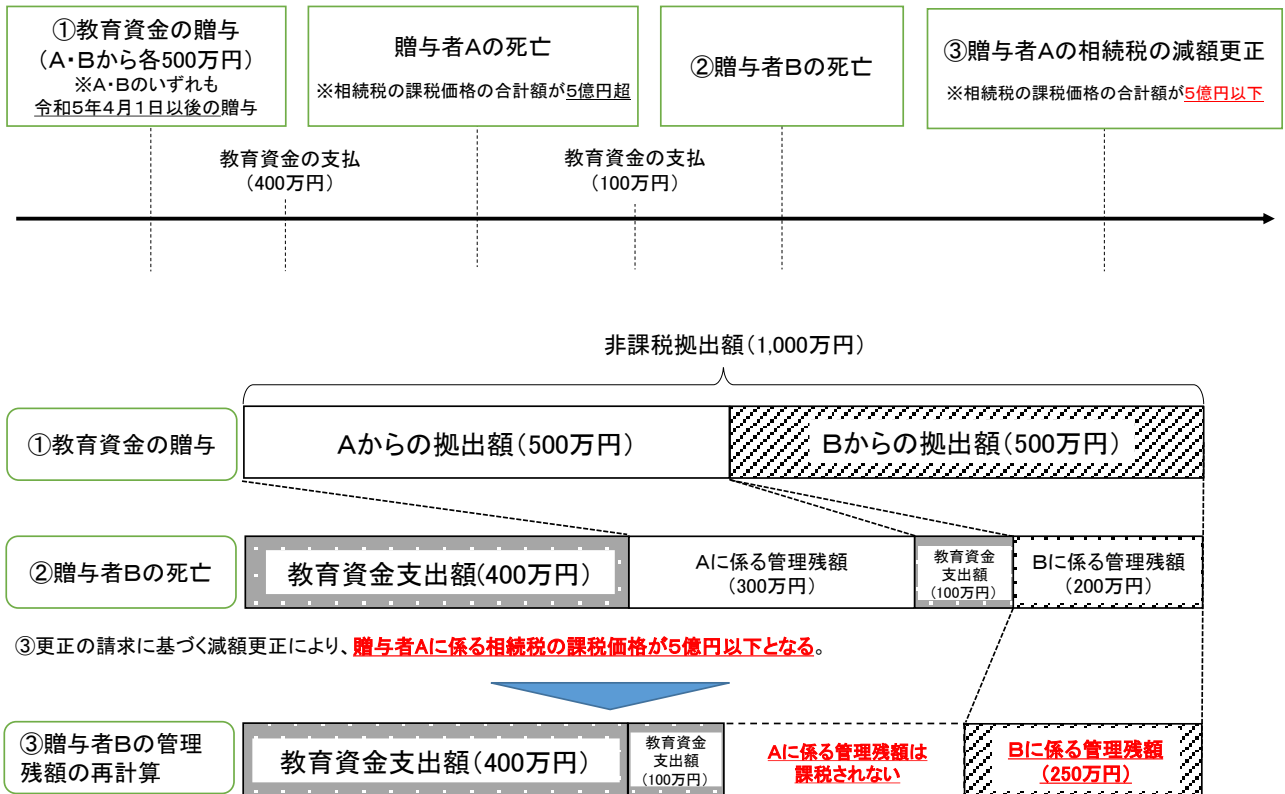 ①教育資金の贈与
(A・Bから各500万円)
※A・Bのいずれも
令和5年4月1日以後の贈与
贈与者Aの死亡
※相続税の課税価格の合計額が5億円超
②贈与者Bの死亡
③贈与者Aの相続税の減額更正
※相続税の課税価格の合計額が5億円以下
教育資金の支払
(400万円)
教育資金の支払
(100万円)
非課税拠出額(1,000万円)
①教育資金の贈与
Aからの拠出額(500万円)
Bからの拠出額(500万円)
②贈与者Bの死亡
教育資金支出額(400万円)
Aに係る管理残額
(300万円)
教育資金
支出額
(100万円)
Bに係る管理残額
(200万円)
③更正の請求に基づく減額更正により、贈与者Aに係る相続税の課税価格が5億円以下となる。
③贈与者Bの管理
残額の再計算
教育資金支出額(400万円)
教育資金
支出額
(100万円)
Aに係る管理残額は
課税されない
Bに係る管理残額
(250万円)